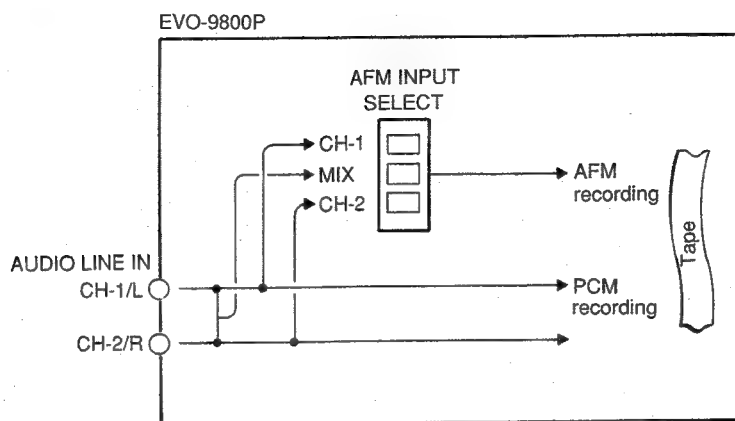 EVO-9800P
AFM INPUT
SELECT
CH-1
MIX
CH-2
AFM
recording
AUDIO LINE IN
CH-1/L
CH-2/R
PCM
recording
Tape